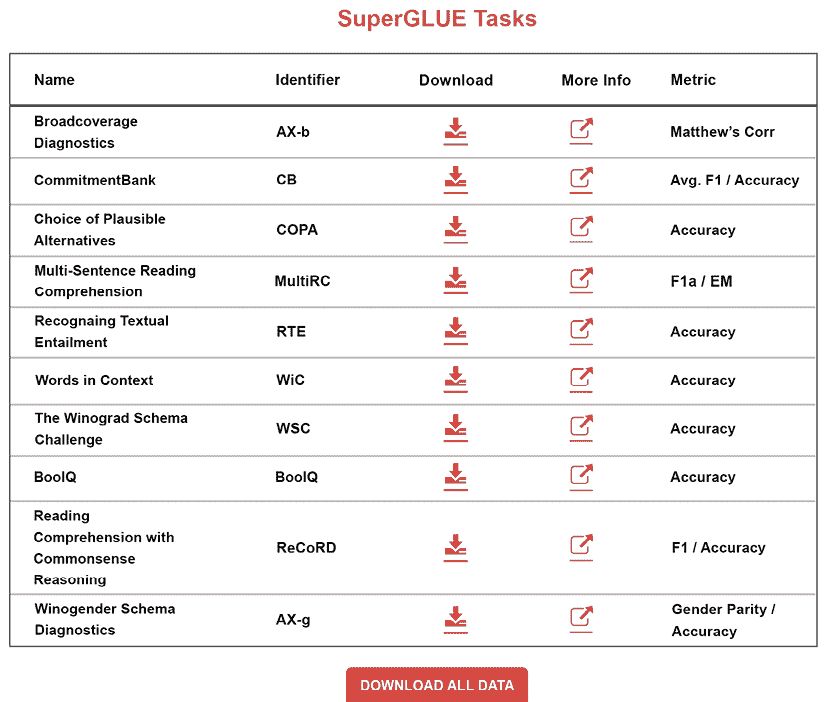 SuperGLUE Tasks
Name Identifier Download More Info Metric
Broadcoverage
Diagnostics
AX-b
Matthew's Corr
CommitmentBank CB Avg. F1 / Accuracy
Choice of Plausible
Alternatives
COPA
Accuracy
Multi-Sentence Reading
Comprehension
MultiRC
F1a / EM
Recognaing Textual
Entailment
RTE
Accuracy
Words in Context WiC Accuracy
The Winograd Schema
Challenge
WSC
Accuracy
BoolQ BoolQ Accuracy
Reading
Comprehension with
Commonsense
Reasoning
ReCoRD
F1 / Accuracy
Winogender Schema
Diagnostics
AX-g
Gender Parity /
Accuracy
DOWNLOAD ALL DATA